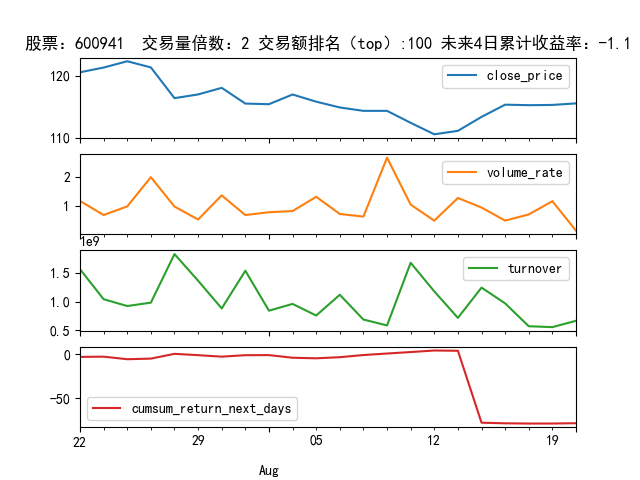 股票：600941  交易量倍数：2 交易额排名（top）:100 未来4日累计收益率：-1.1
120
110
close_price
2
1
volume_rate
1e9
1.5
1.0
0.5
turnover
0
−50
cumsum_return_next_days
22
29
05
12
19
Aug